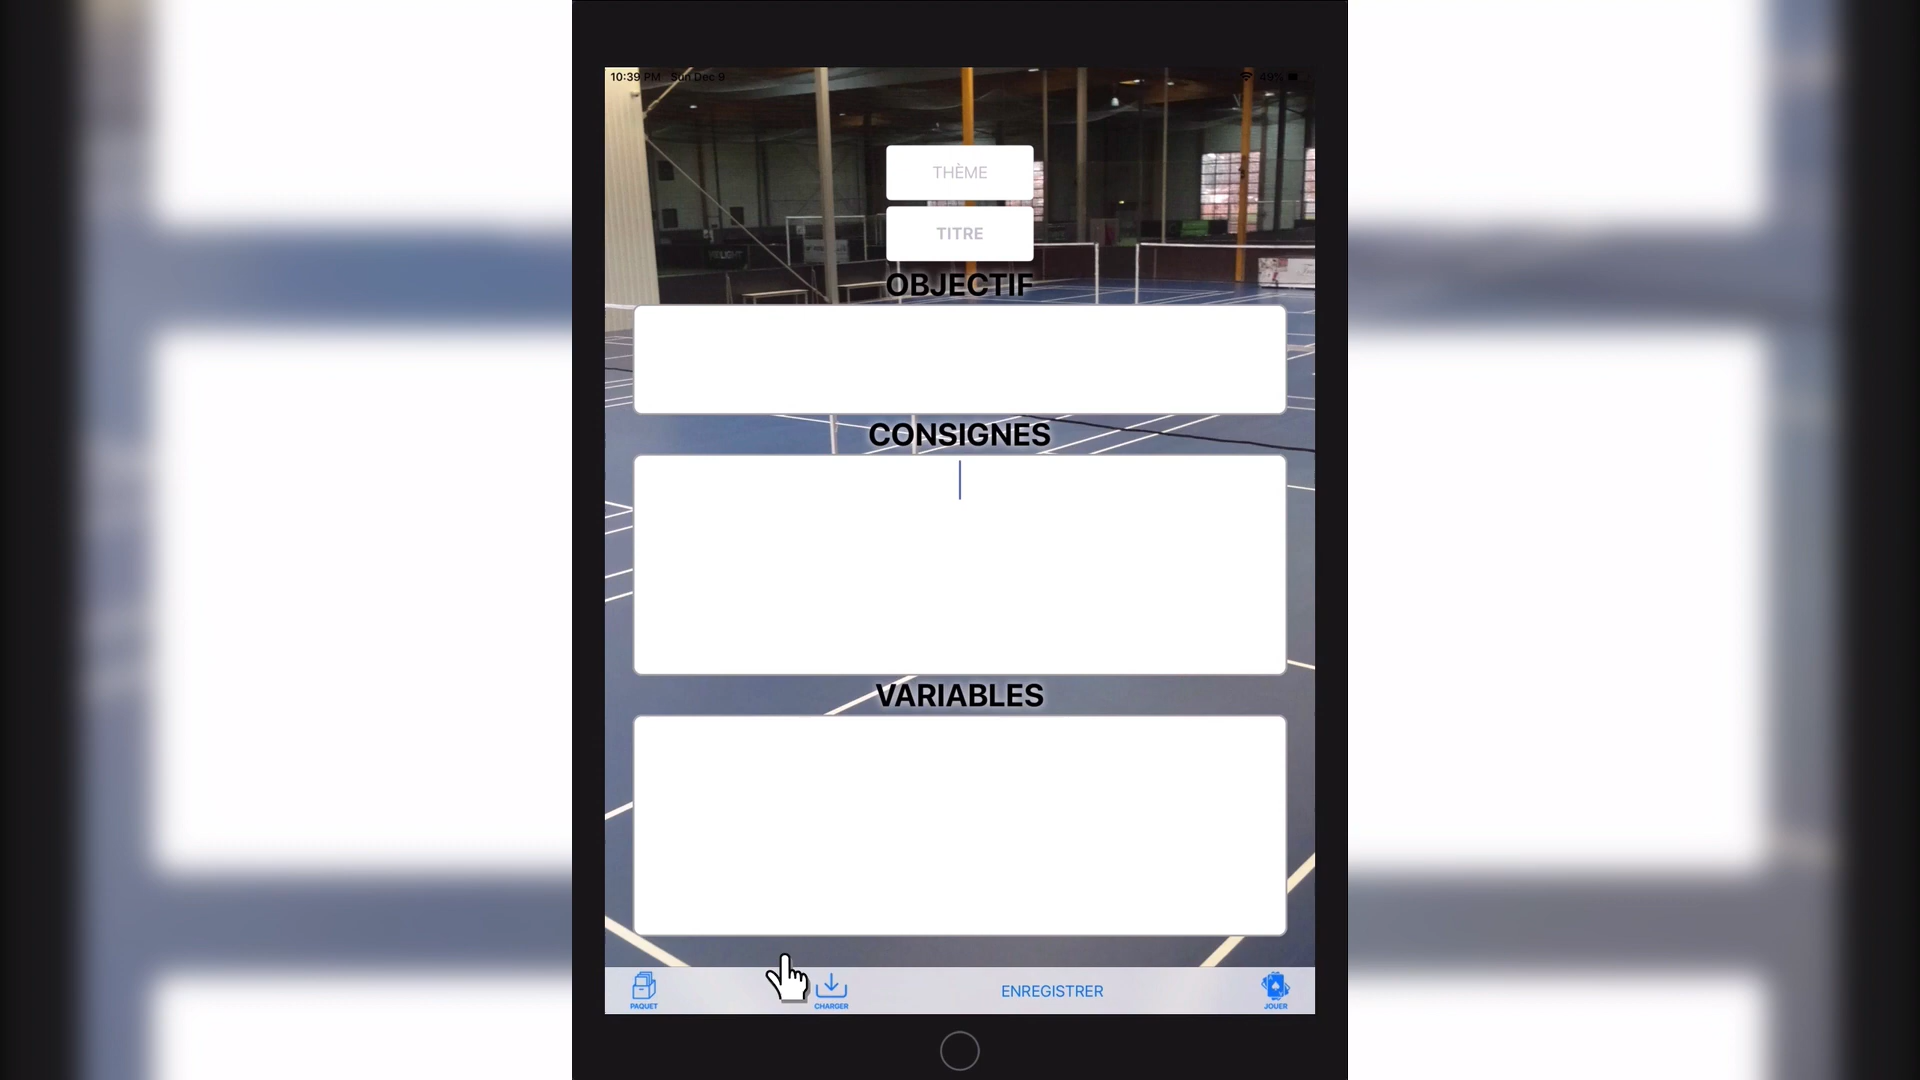 10:39 PM Sun Dec 9
49%
THÈME
TITRE
OBJECTIF
CONSIGNES
VARIABLES
PAQUET
CHARGER
ENREGISTRER
JOUER